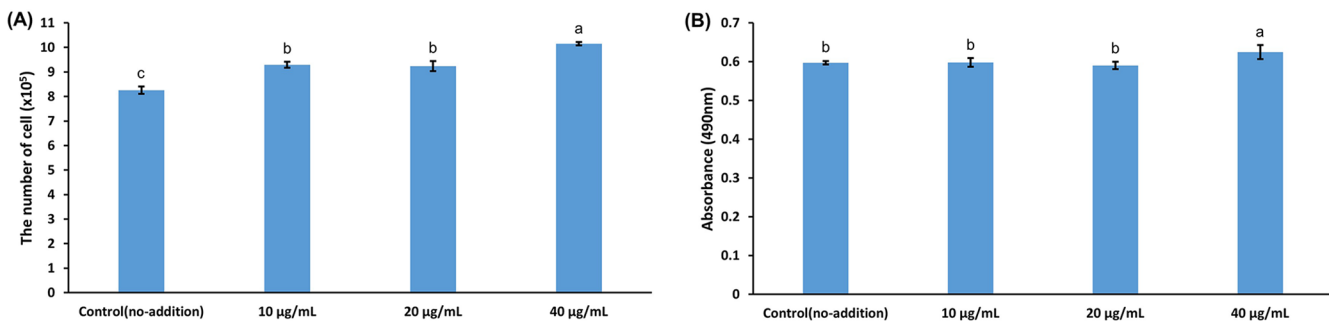 (A)
The number of cell (x10⁵)
11
10
9
8
7
6
5
4
3
2
1
0
c
b
b
a
Control(no-addition) 10 μg/mL 20 μg/mL 40 μg/mL
(B)
Absorbance (490nm)
0.7
0.6
0.5
0.4
0.3
0.2
0.1
0
b
b
b
a
Control(no-addition) 10 μg/mL 20 μg/mL 40 μg/mL